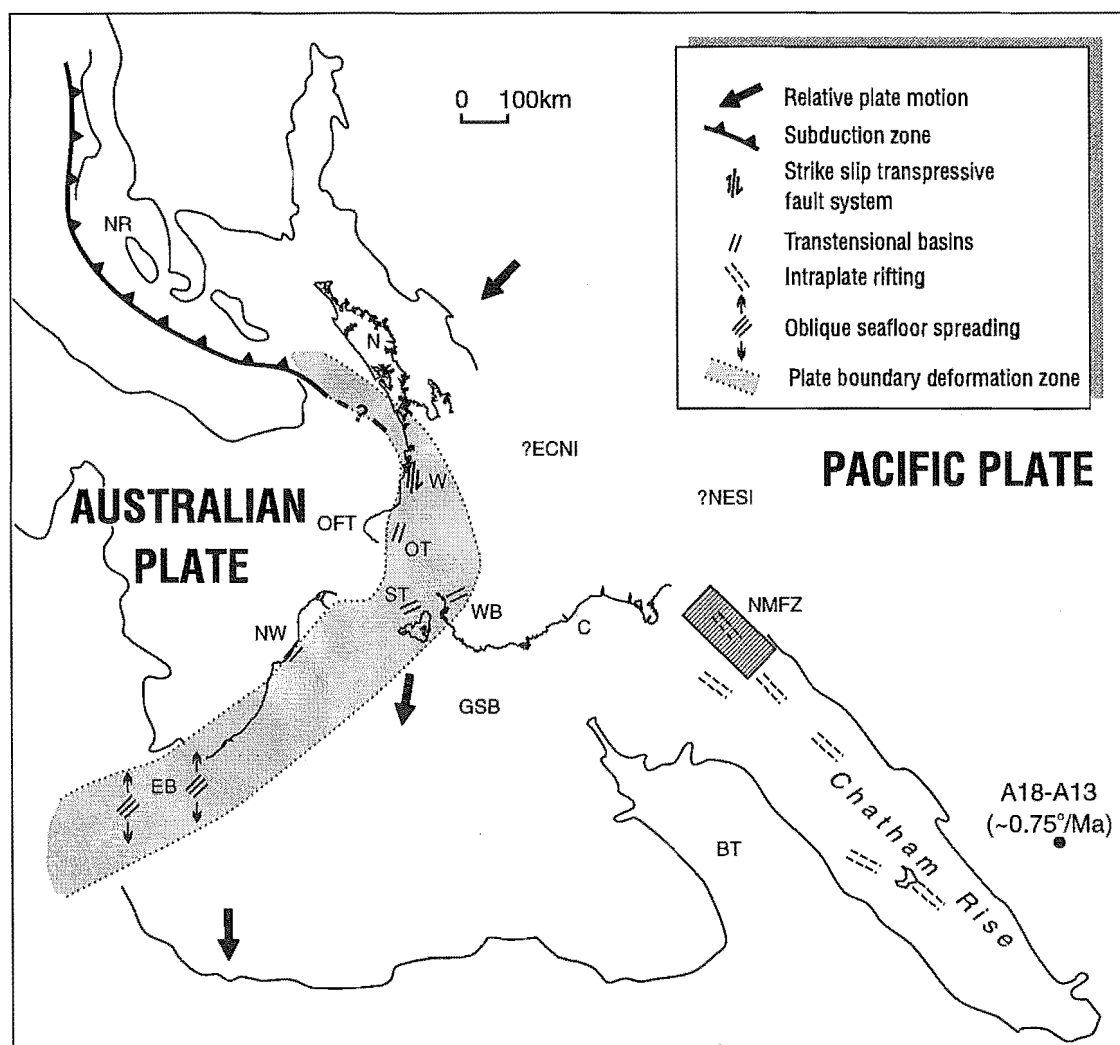 0 100km
Relative plate motion
Subduction zone
Strike slip transpressive
fault system
Transtensional basins
Intraplate rifting
Oblique seafloor spreading
Plate boundary deformation zone
NR
N
?
?ECNI
W
PACIFIC PLATE
?NESI
AUSTRALIAN
PLATE
OFT
OT
ST
WB
NMFZ
NW
C
GSB
EB
A18-A13
(~0.75°/Ma)
BT
Chatham Rise